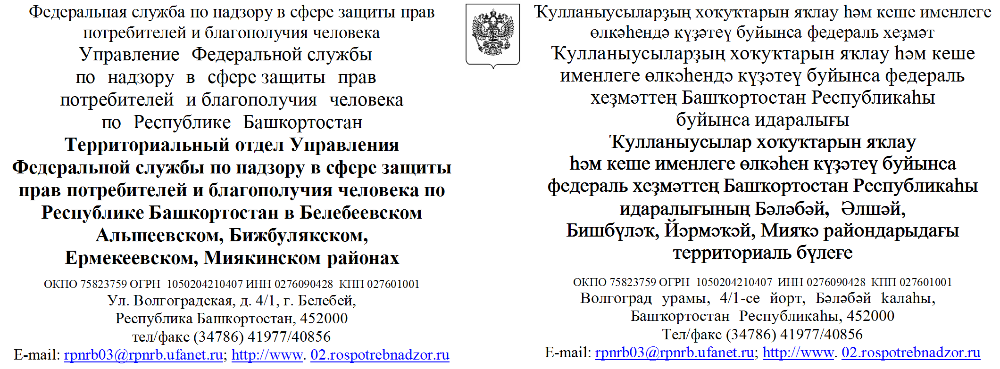 Федеральная служба по надзору в сфере защиты прав
потребителей и благополучия человека
Управление Федеральной службы
по надзору в сфере защиты прав
потребителей и благополучия человека
по Республике Башкортостан
Территориальный отдел Управления
Федеральной службы по надзору в сфере защиты
прав потребителей и благополучия человека по
Республике Башкортостан в Белебеевском
Альшеевском, Бижбулякском,
Ермекеевском, Миякинском районах
ОКПО 75823759 ОГРН 1050204210407 ИНН 0276090428 КПП 027601001
Ул. Волгоградская, д. 4/1, г. Белебей,
Республика Башкортостан, 452000
тел/факс (34786) 41977/40856
E-mail: rpnrb03@rpnrb.ufanet.ru; http://www. 02.rospotrebnadzor.ru
Ҡулланыусыларҙың хоҡуҡтарын яҡлау һәм кеше именлеге
өлкәһендә күҙәтеү буйынса федераль хеҙмәт
Ҡулланыусыларҙың хоҡуҡтарын яҡлау һәм кеше
именлеге өлкәһендә күҙәтеү буйынса федераль
хеҙмәттең Башҡортостан Республикаһы
буйынса идаралығы
Ҡулланыусылар хоҡуҡтарын яҡлау
һәм кеше именлеге өлкәһен күҙәтеү буйынса
федераль хеҙмәттең Башҡортостан Республикаһы
идаралығының Бәләбәй, Әлшәй,
Бишбүләҡ, Йәрмәҡәй, Мияҡә райондарыдағы
территориаль бүлеғе
ОКПО 75823759 ОГРН 1050204210407 ИНН 0276090428 КПП 027601001
Волгоград урамы, 4/1-се йорт, Бәләбәй kалаһы,
Башҡортостан Республикаһы, 452000
Тел/факс (34786) 41977/40856
E-mail: rpnrb03@rpnrb.ufanet.ru; http://www. 02.rospotrebnadzor.ru